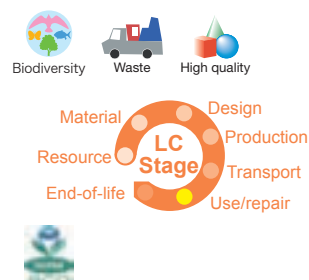 Biodiversity Waste High quality
Material Design
Production
LC
Stage
Resource
Transport
End-of-life
Use/repair